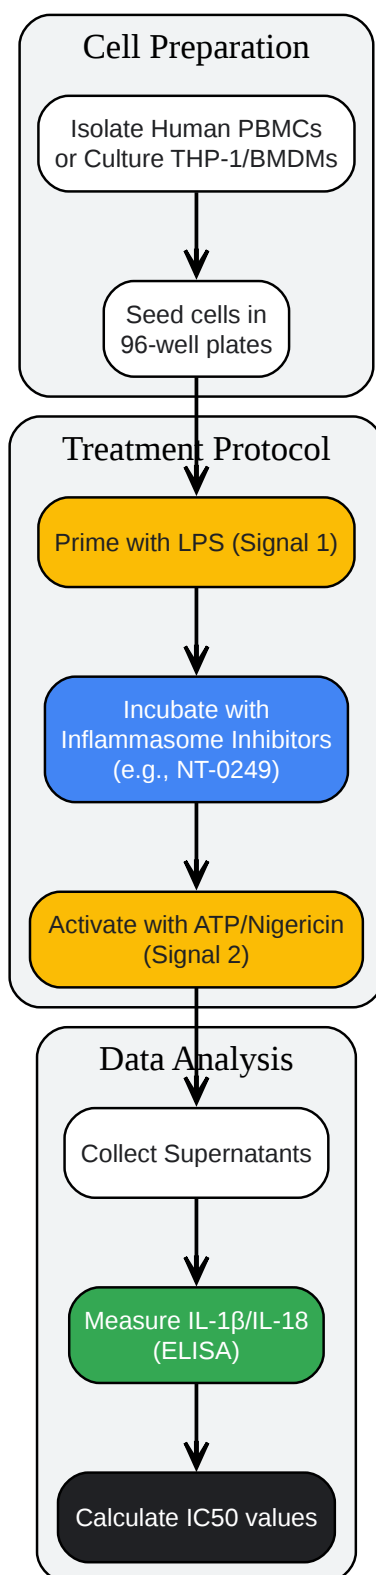 Cell Preparation
Isolate Human PBMCs
or Culture THP-1/BMDMs
Seed cells in
96-well plates
Treatment Protocol
Prime with LPS (Signal 1)
Incubate with
Inflammasome Inhibitors
(e.g., NT-0249)
Activate with ATP/Nigericin
(Signal 2)
Data Analysis
Collect Supernatants
Measure IL-1β/IL-18
(ELISA)
Calculate IC50 values